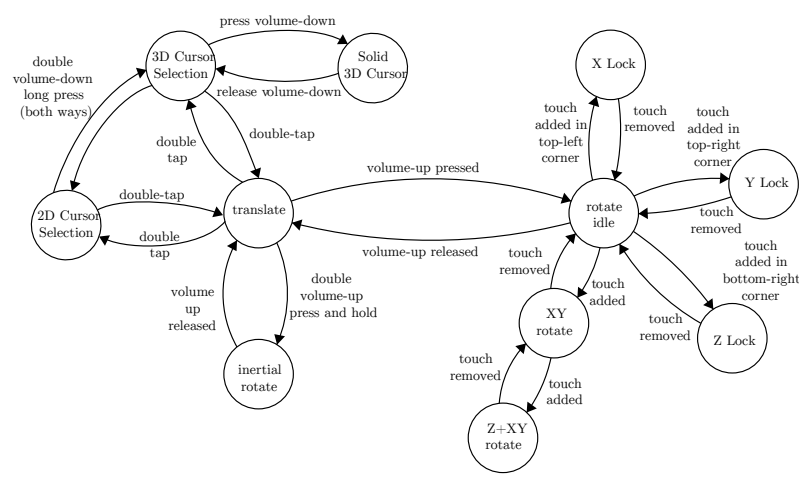 press volume-down
double
volume-down
long press
(both ways)
3D Cursor
Selection
Solid
3D Cursor
release volume-down
double
tap
double-tap
X Lock
touch
added in
top-left
corner
touch
removed
touch
added in
top-right
corner
volume-up pressed
double-tap
2D Cursor
Selection
translate
rotate
idle
Y Lock
touch
removed
double
tap
volume-up released
touch
removed
touch
added in
bottom-right
corner
volume
up
released
double
volume-up
press and hold
touch
added
XY
rotate
touch
removed
Z Lock
inertial
rotate
touch
removed
touch
added
Z+XY
rotate